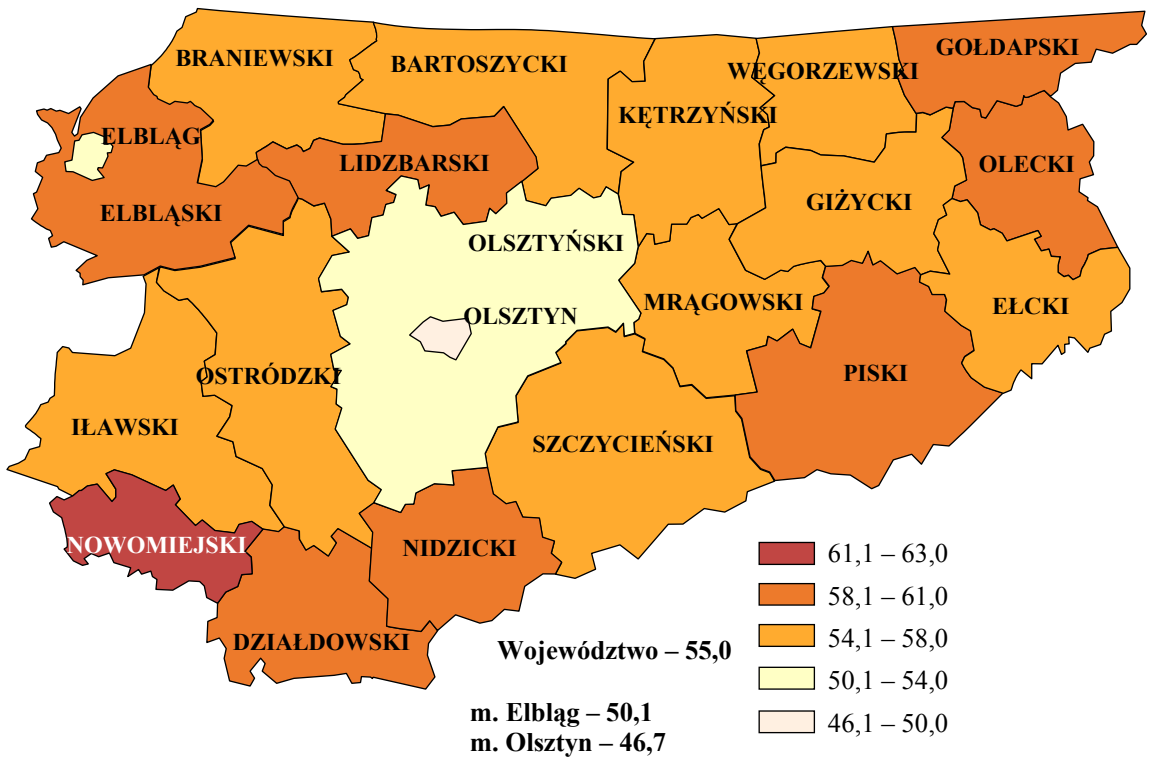 GOŁDAPSKI
BRANIEWSKI
BARTOSZYCKI
WĘGORZEWSKI
KĘTRZYŃSKI
ELBLĄG
LIDZBARSKI
OLECKI
GIŻYCKI
ELBLĄSKI
OLSZTYŃSKI
MRĄGOWSKI
EŁCKI
OLSZTYN
OSTRÓDZKI
PISKI
IŁAWSKI
SZCZYCIEŃSKI
NOWOMIEJSKI
NIDZICKI
DZIAŁDOWSKI
61,1 – 63,0
58,1 – 61,0
54,1 – 58,0
50,1 – 54,0
46,1 – 50,0
Województwo – 55,0
m. Elbląg – 50,1
m. Olsztyn – 46,7